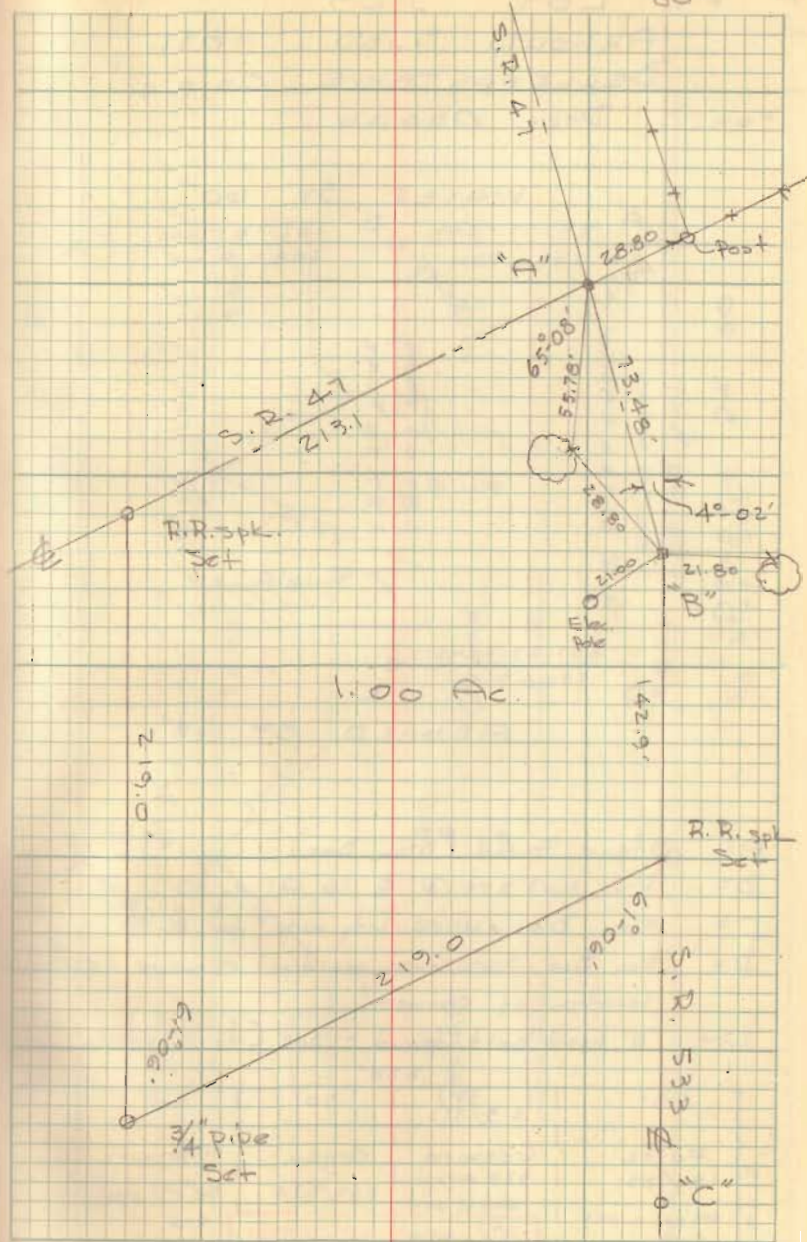 S.R. 47
28.80
Post
"D"
65°-08'
55.78'
73.48'
S.R. 47
213.1
28.80
4°-02'
R.R. spk.
Set
21.80
"B"
21.00
Elec.
Pole
1.00 Ac.
142.6'
219.0'
R.R. spk
Set
61°-06'
219.0
S.R. 533
61°-06'
3/4" pipe
Set
"C"